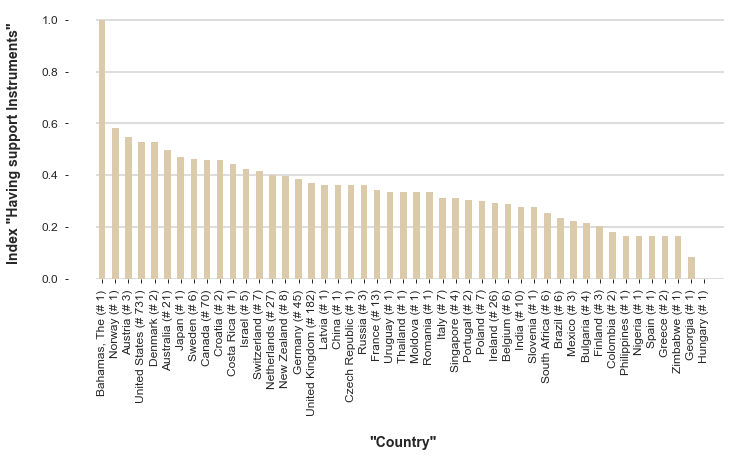 Index "Having support Instruments"
1.0
0.8
0.6
0.4
0.2
0.0
Bahamas, The (# 1)
Norway (# 1)
Austria (# 3)
United States (# 731)
Denmark (# 2)
Australia (# 21)
Japan (# 1)
Sweden (# 6)
Canada (# 70)
Croatia (# 2)
Costa Rica (# 1)
Israel (# 5)
Switzerland (# 7)
Netherlands (# 27)
New Zealand (# 8)
Germany (# 45)
United Kingdom (# 182)
Latvia (# 1)
China (# 1)
Czech Republic (# 1)
Russia (# 3)
France (# 13)
Uruguay (# 1)
Thailand (# 1)
Moldova (# 1)
Romania (# 1)
Italy (# 7)
Singapore (# 4)
Portugal (# 2)
Poland (# 7)
Ireland (# 26)
Belgium (# 6)
India (# 10)
Slovenia (# 1)
South Africa (# 6)
Brazil (# 6)
Mexico (# 3)
Bulgaria (# 4)
Finland (# 3)
Colombia (# 2)
Philippines (# 1)
Nigeria (# 1)
Spain (# 1)
Greece (# 2)
Zimbabwe (# 1)
Georgia (# 1)
Hungary (# 1)
"Country"